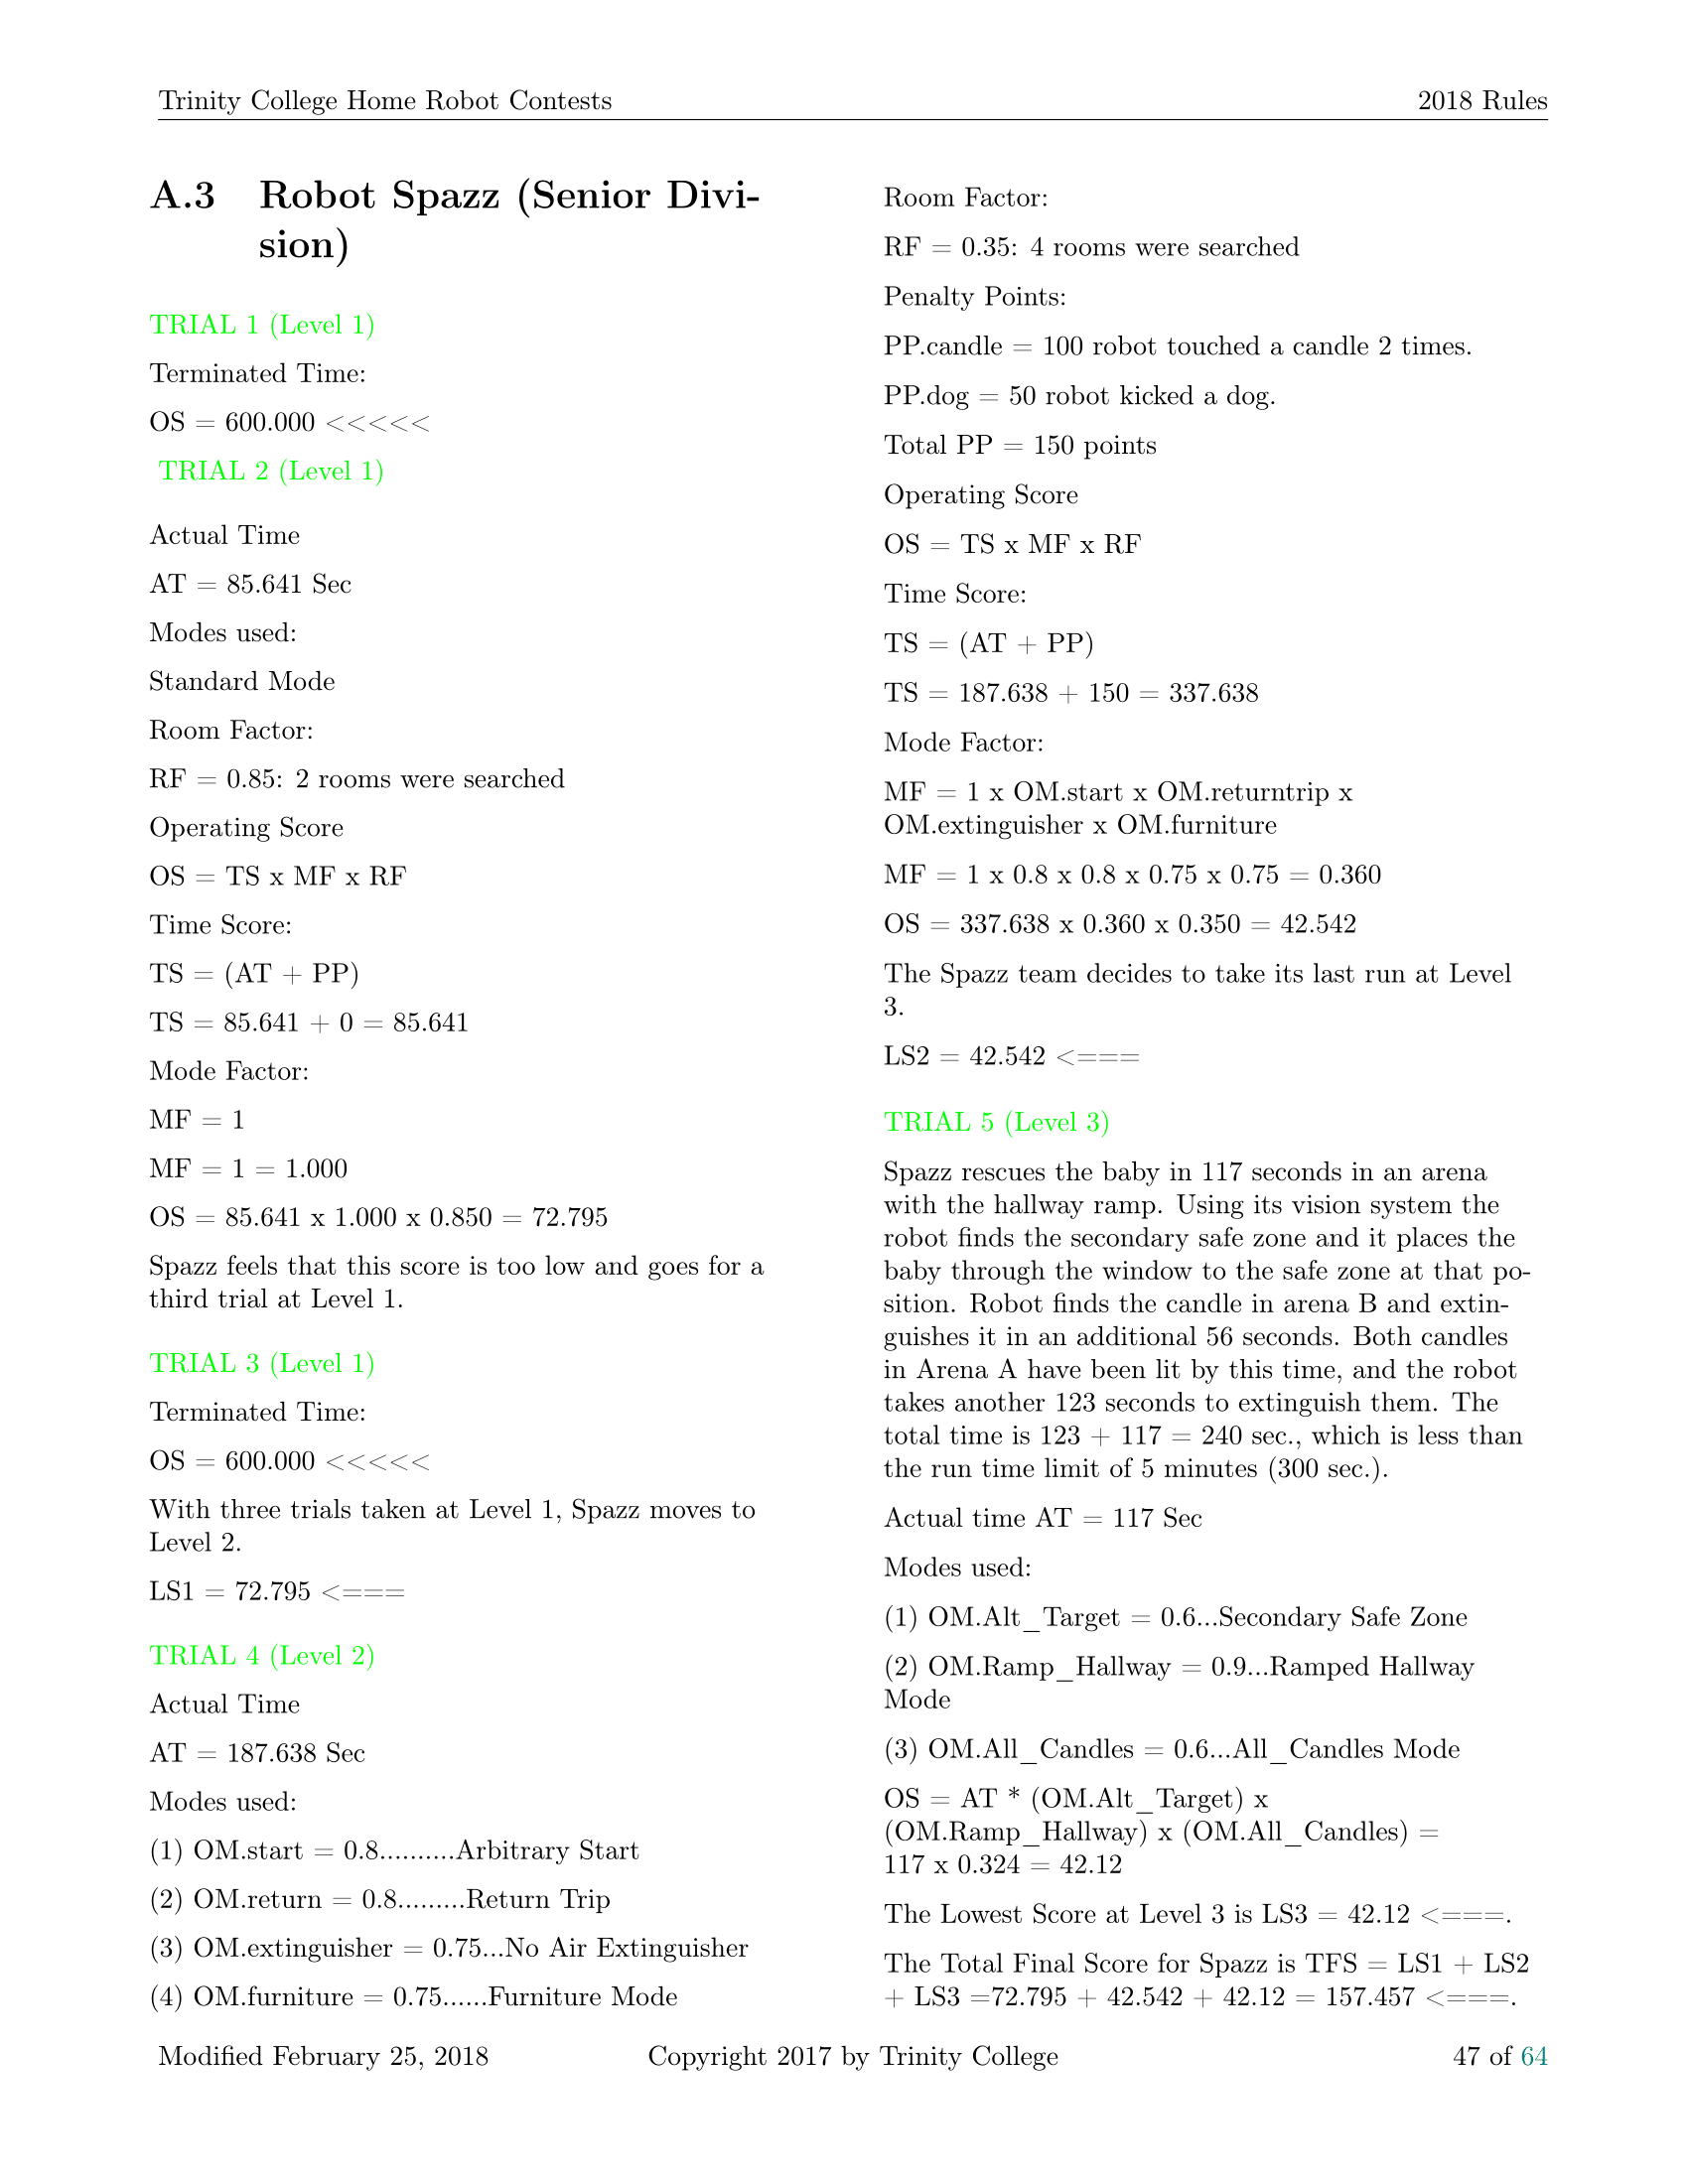 Trinity College Home Robot Contests 2018 Rules
A.3 Robot Spazz (Senior Divi-
sion)
TRIAL 1 (Level 1)
Terminated Time:
OS = 600.000 <<<<<
TRIAL 2 (Level 1)
Actual Time
AT = 85.641 Sec
Modes used:
Standard Mode
Room Factor:
RF = 0.85: 2 rooms were searched
Operating Score
OS = TS x MF x RF
Time Score:
TS = (AT + PP)
TS = 85.641 + 0 = 85.641
Mode Factor:
MF = 1
MF = 1 = 1.000
OS = 85.641 x 1.000 x 0.850 = 72.795
Spazz feels that this score is too low and goes for a
third trial at Level 1.
TRIAL 3 (Level 1)
Terminated Time:
OS = 600.000 <<<<<
With three trials taken at Level 1, Spazz moves to
Level 2.
LS1 = 72.795 <===
TRIAL 4 (Level 2)
Actual Time
AT = 187.638 Sec
Modes used:
(1) OM.start = 0.8..........Arbitrary Start
(2) OM.return = 0.8.........Return Trip
(3) OM.extinguisher = 0.75...No Air Extinguisher
(4) OM.furniture = 0.75......Furniture Mode
Room Factor:
RF = 0.35: 4 rooms were searched
Penalty Points:
PP.candle = 100 robot touched a candle 2 times.
PP.dog = 50 robot kicked a dog.
Total PP = 150 points
Operating Score
OS = TS x MF x RF
Time Score:
TS = (AT + PP)
TS = 187.638 + 150 = 337.638
Mode Factor:
MF = 1 x OM.start x OM.returntrip x
OM.extinguisher x OM.furniture
MF = 1 x 0.8 x 0.8 x 0.75 x 0.75 = 0.360
OS = 337.638 x 0.360 x 0.350 = 42.542
The Spazz team decides to take its last run at Level
3.
LS2 = 42.542 <===
TRIAL 5 (Level 3)
Spazz rescues the baby in 117 seconds in an arena
with the hallway ramp. Using its vision system the
robot finds the secondary safe zone and it places the
baby through the window to the safe zone at that po-
sition. Robot finds the candle in arena B and extin-
guishes it in an additional 56 seconds. Both candles
in Arena A have been lit by this time, and the robot
takes another 123 seconds to extinguish them. The
total time is 123 + 117 = 240 sec., which is less than
the run time limit of 5 minutes (300 sec.).
Actual time AT = 117 Sec
Modes used:
(1) OM.Alt_Target = 0.6...Secondary Safe Zone
(2) OM.Ramp_Hallway = 0.9...Ramped Hallway
Mode
(3) OM.All_Candles = 0.6...All_Candles Mode
OS = AT * (OM.Alt_Target) x
(OM.Ramp_Hallway) x (OM.All_Candles) =
117 x 0.324 = 42.12
The Lowest Score at Level 3 is LS3 = 42.12 <===.
The Total Final Score for Spazz is TFS = LS1 + LS2
+ LS3 =72.795 + 42.542 + 42.12 = 157.457 <===.
Modified February 25, 2018 Copyright 2017 by Trinity College 47 of 64